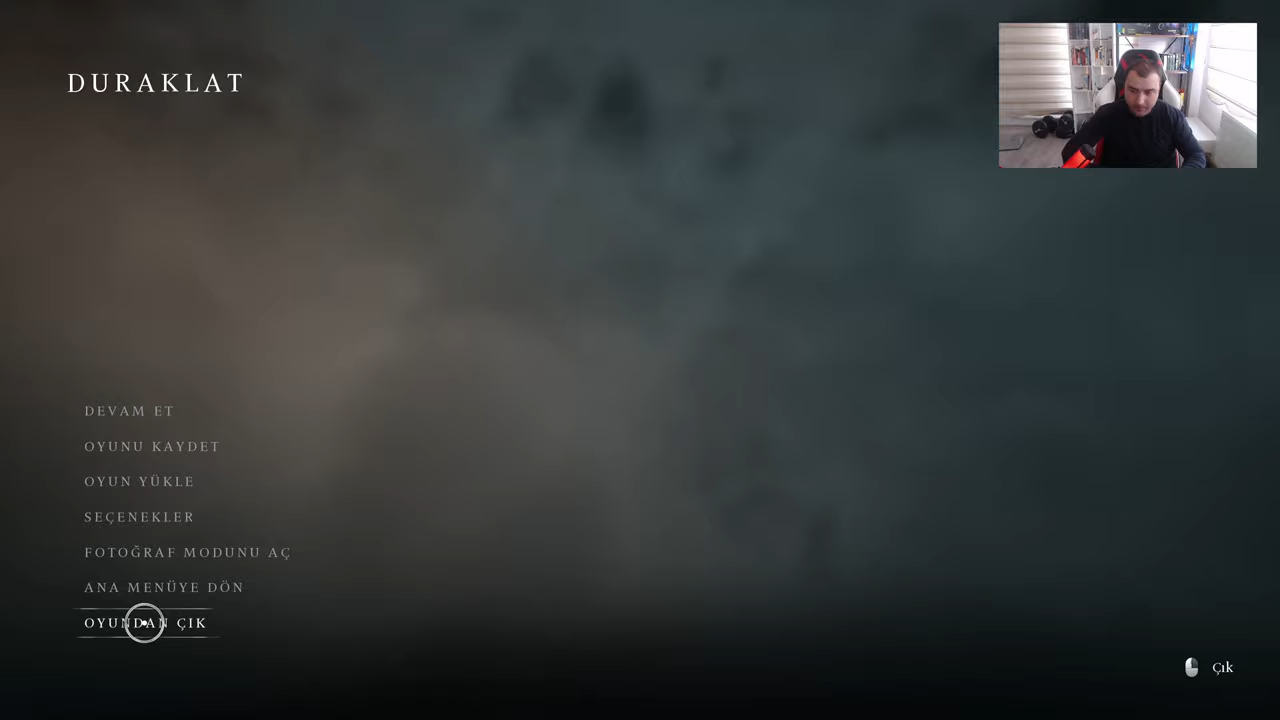 DURAKLAT
DEVAM ET
OYUNU KAYDET
OYUN YÜKLE
SEÇENEKLER
FOTOĞRAF MODUNU AÇ
ANA MENÜYE DÖN
OYUNDAN ÇIK
Çık